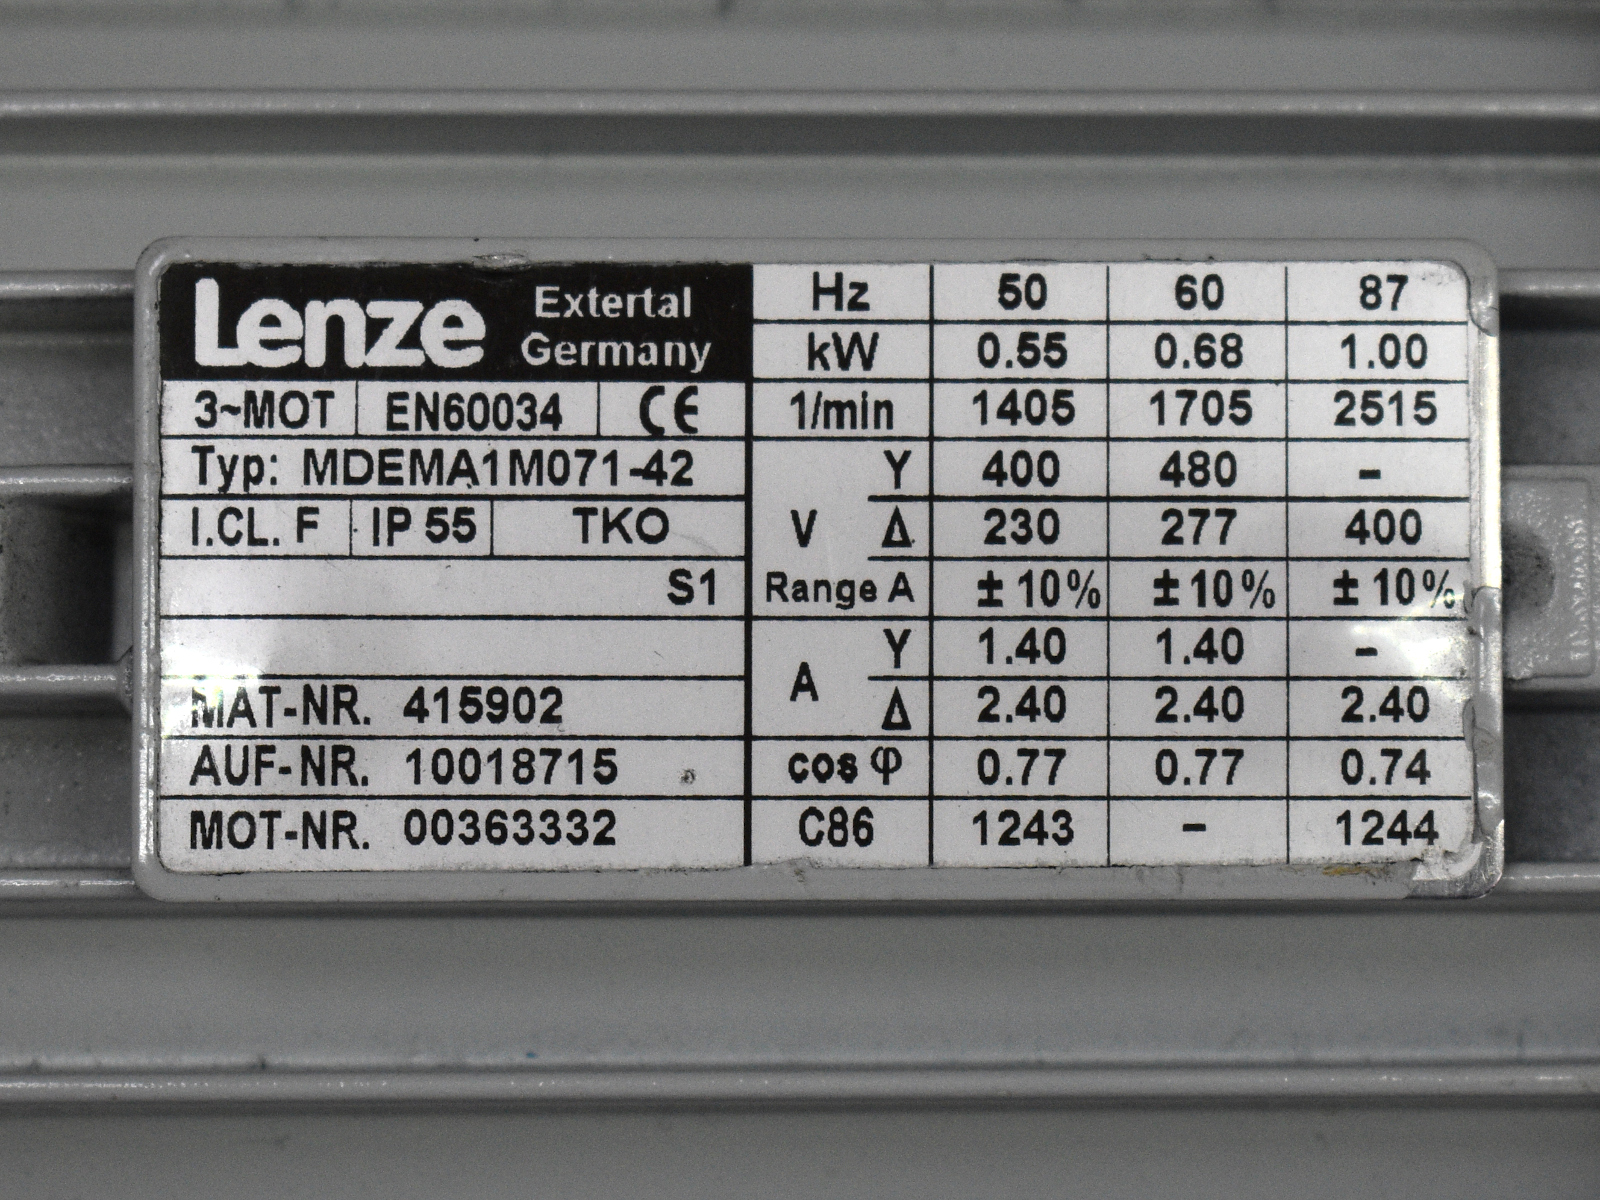 Lenze Extertal
Germany
3~MOT EN60034 CE
Typ: MDEMA1M071-42
I.CL. F IP 55 TKO
S1
MAT-NR. 415902
AUF-NR. 10018715
MOT-NR. 00363332
Hz 50 60 87
kW 0.55 0.68 1.00
1/min 1405 1705 2515
V Y 400 480 -
Δ 230 277 400
Range A ±10% ±10% ±10%
A Y 1.40 1.40 -
Δ 2.40 2.40 2.40
cos φ 0.77 0.77 0.74
C86 1243 - 1244